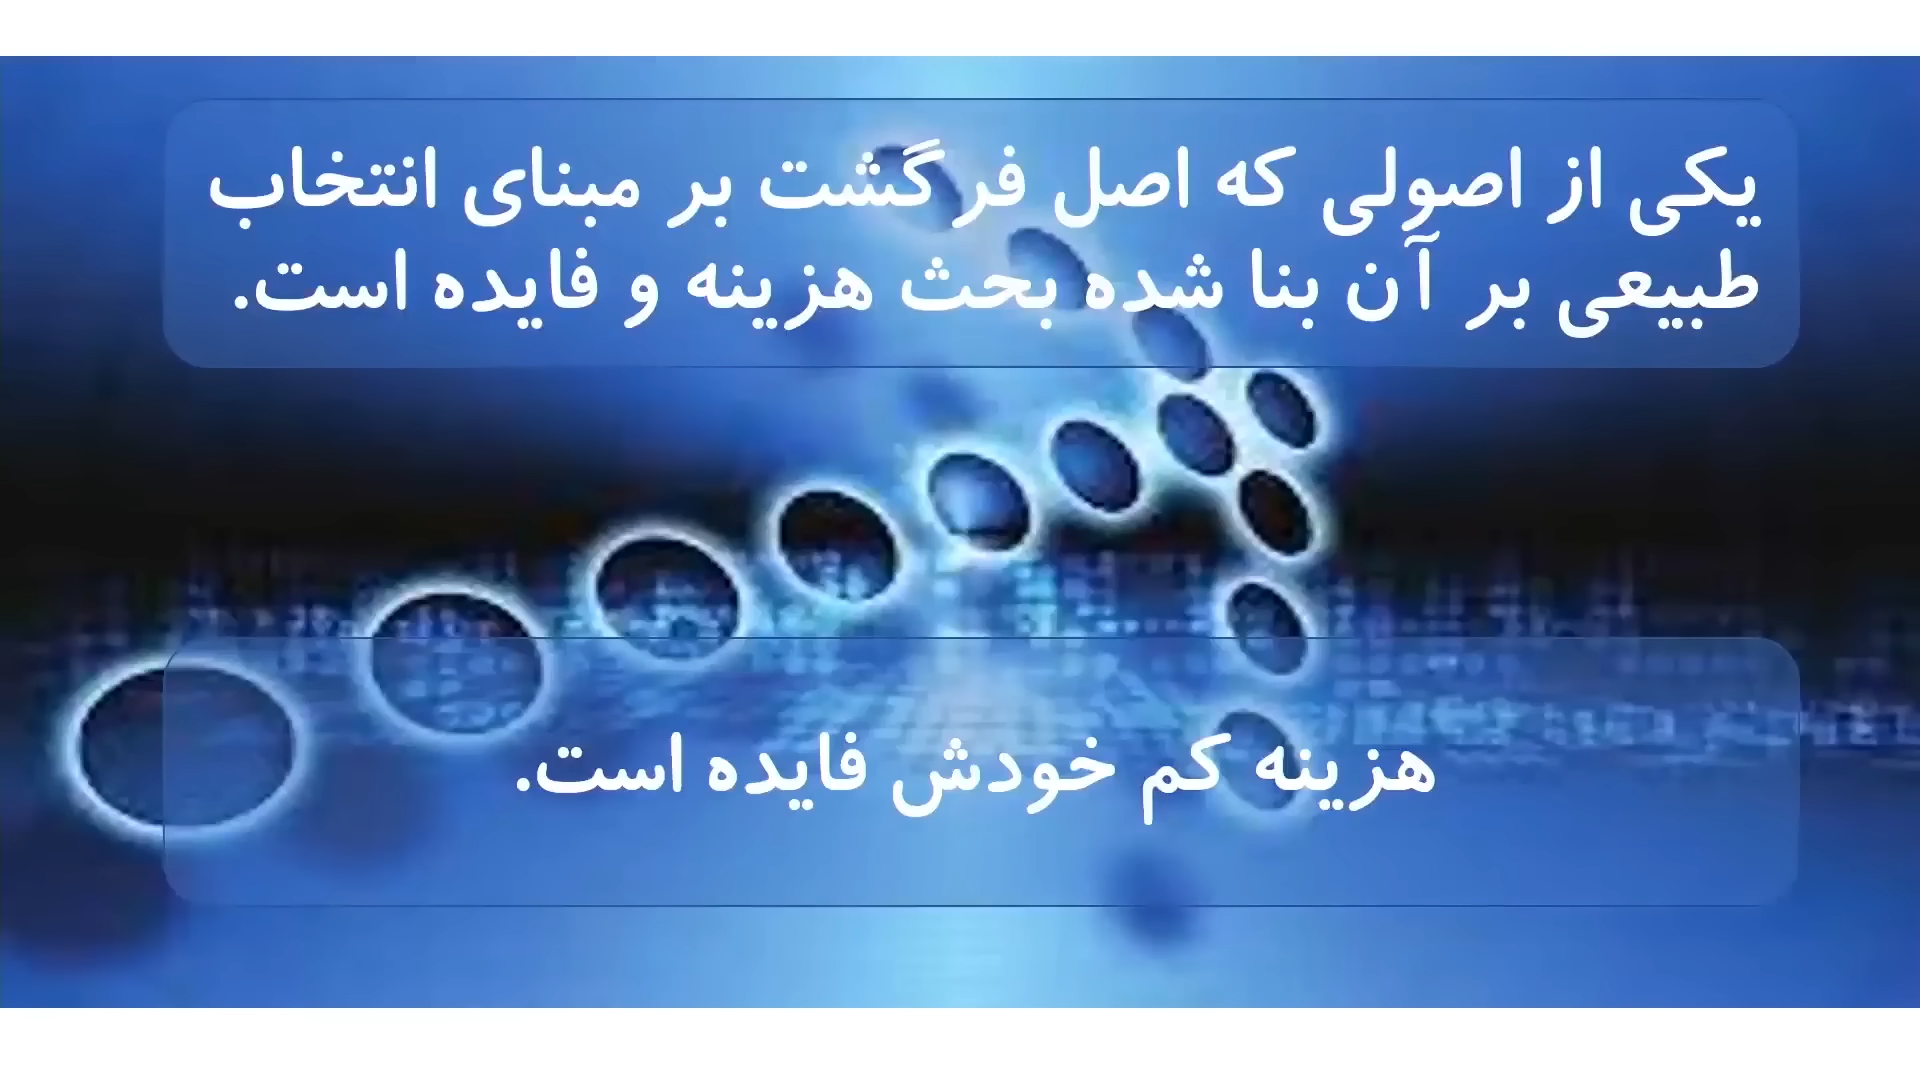 یکی از اصولی که اصل فرگشت بر مبنای انتخاب
طبیعی بر آن بنا شده بحث هزینه و فایده است.
هزینه کم خودش فایده است.